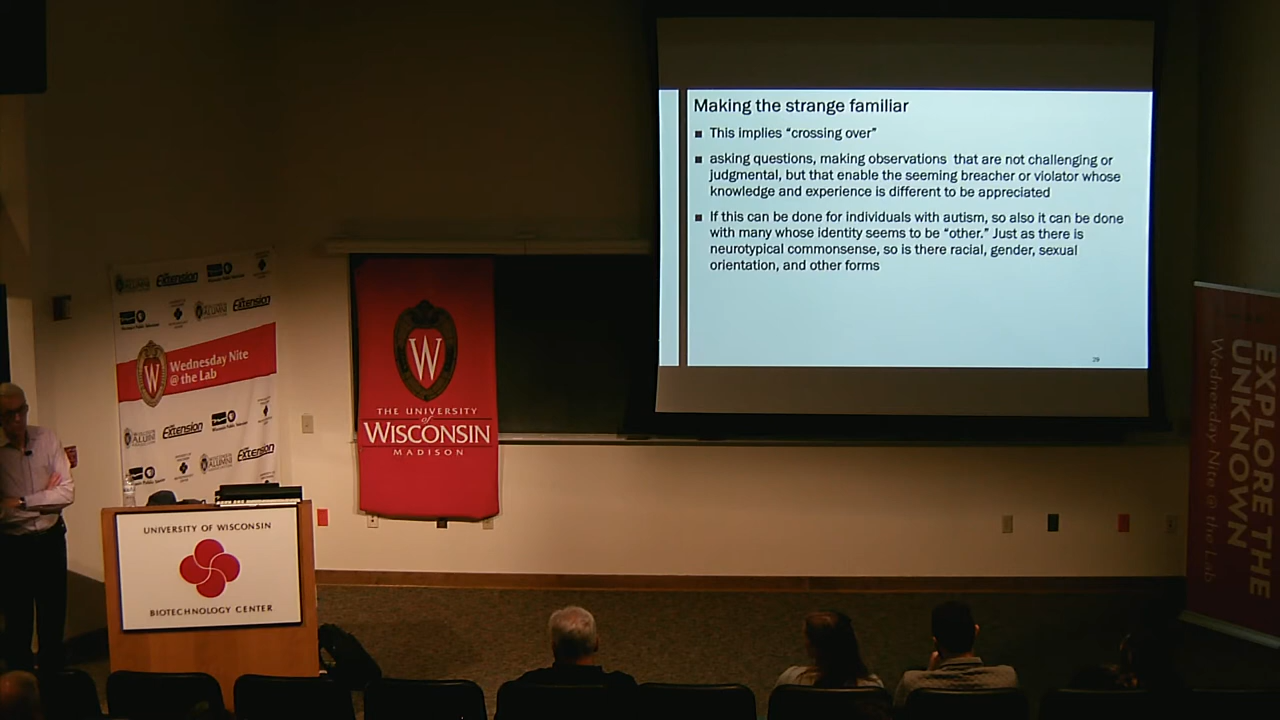 Making the strange familiar
This implies “crossing over”
asking questions, making observations that are not challenging or
judgmental, but that enable the seeming breacher or violator whose
knowledge and experience is different to be appreciated
If this can be done for individuals with autism, so also it can be done
with many whose identity seems to be “other.” Just as there is
neurotypical commonsense, so is there racial, gender, sexual
orientation, and other forms
29
Extension
Extension
Wednesday Nite
@ the Lab
Extension
Extension
W
THE UNIVERSITY
of
WISCONSIN
MADISON
UNIVERSITY OF WISCONSIN
BIOTECHNOLOGY CENTER
EXPLORE THE
UNKNOWN
Wednesday Nite @ the Lab